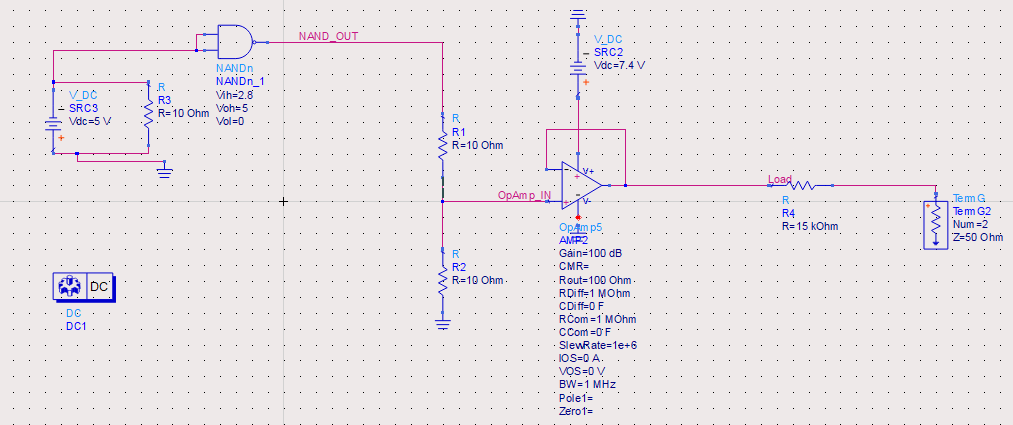 NAND_OUT
NANDn
NANDn_1
Vih=2.8
Voh=5
Vol=0
V_DC
SRC3
Vdc=5 V
R
R3
R=10 Ohm
V_DC
SRC2
Vdc=7.4 V
R
R1
R=10 Ohm
OpAmp_IN
V+
V-
Load
R
R4
R=15 kOhm
TermG
TermG2
Num=2
Z=50 Ohm
R
R2
R=10 Ohm
DC
DC
DC1
OpAmp5
AMP2
Gain=100 dB
CMR=
Rout=100 Ohm
RDiff=1 MOhm
CDiff=0 F
RCom=1 MOhm
CCom=0 F
SlewRate=1e+6
IOS=0 A
VOS=0 V
BW=1 MHz
Pole1=
Zero1=